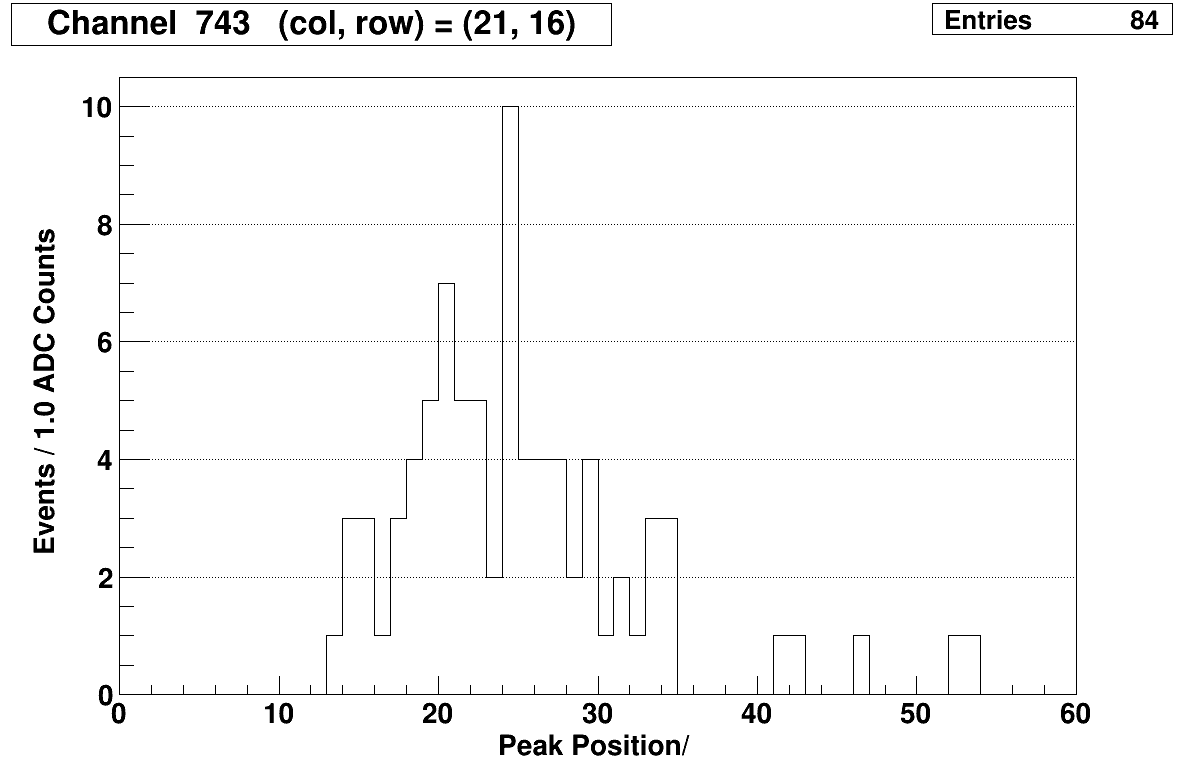 Channel 743 (col, row) = (21, 16)
Entries 84
10
8
6
4
2
0
Events / 1.0 ADC Counts
0 10 20 30 40 50 60
Peak Position/